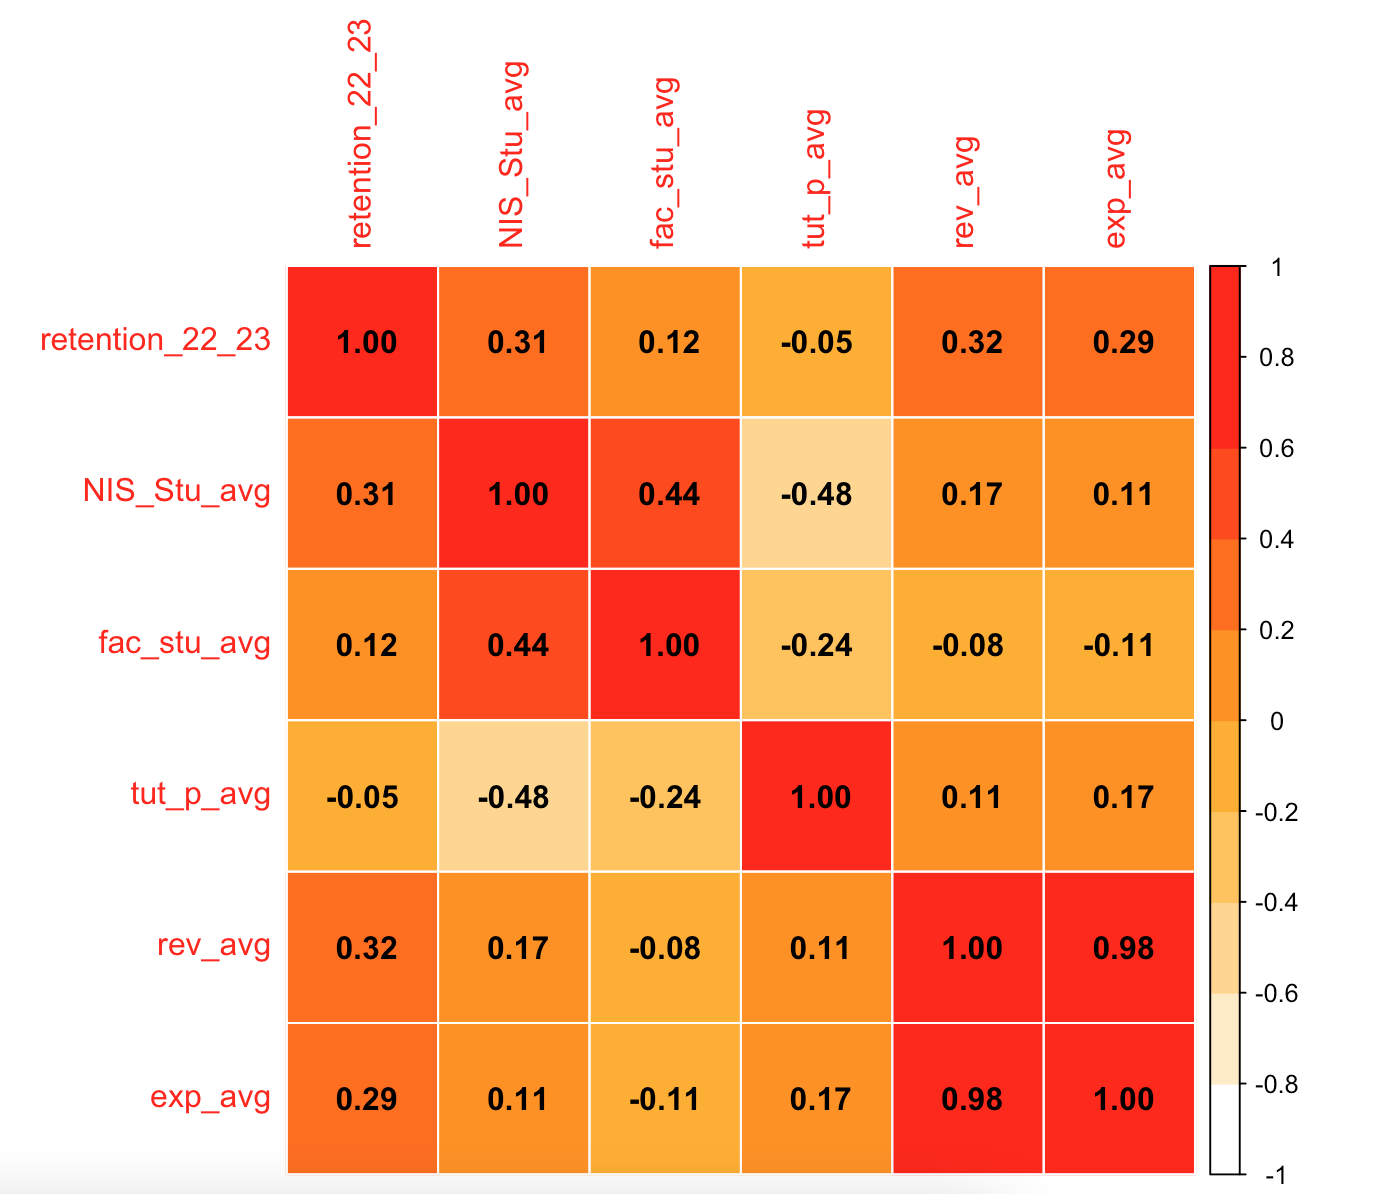 retention_22_23 NIS_Stu_avg fac_stu_avg tut_p_avg rev_avg exp_avg
retention_22_23 1.00 0.31 0.12 -0.05 0.32 0.29
NIS_Stu_avg 0.31 1.00 0.44 -0.48 0.17 0.11
fac_stu_avg 0.12 0.44 1.00 -0.24 -0.08 -0.11
tut_p_avg -0.05 -0.48 -0.24 1.00 0.11 0.17
rev_avg 0.32 0.17 -0.08 0.11 1.00 0.98
exp_avg 0.29 0.11 -0.11 0.17 0.98 1.00
1
0.8
0.6
0.4
0.2
0
-0.2
-0.4
-0.6
-0.8
-1